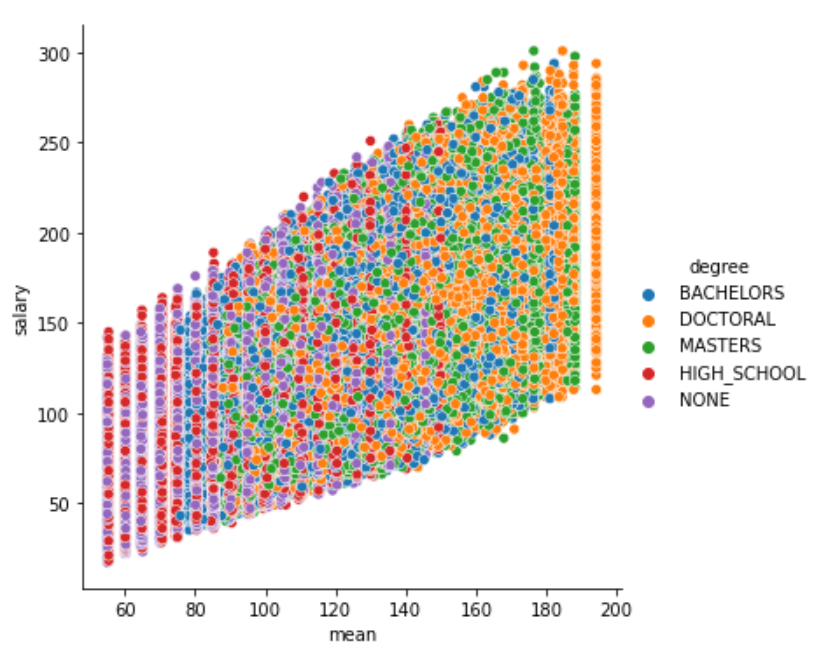 300
250
200
150
100
50
salary
60 80 100 120 140 160 180 200
mean
degree
BACHELORS
DOCTORAL
MASTERS
HIGH_SCHOOL
NONE